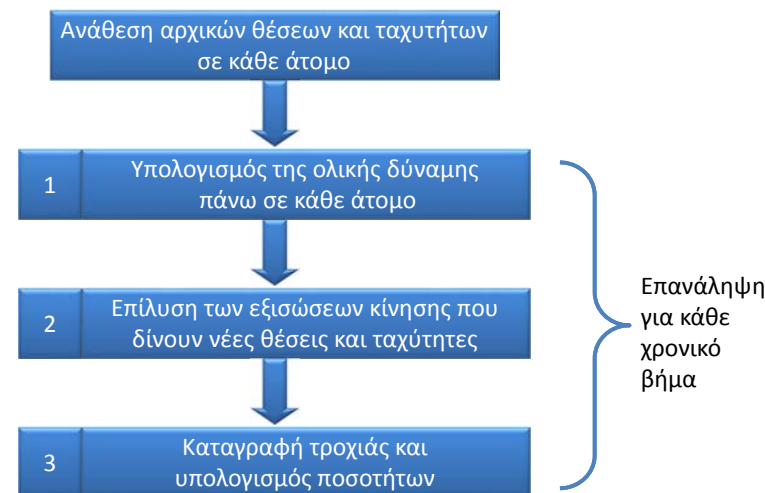 Ανάθεση αρχικών θέσεων και ταχυτήτων
σε κάθε άτομο
1
Υπολογισμός της ολικής δύναμης
πάνω σε κάθε άτομο
2
Επίλυση των εξισώσεων κίνησης που
δίνουν νέες θέσεις και ταχύτητες
3
Καταγραφή τροχιάς και
υπολογισμός ποσοτήτων
Επανάληψη
για κάθε
χρονικό
βήμα